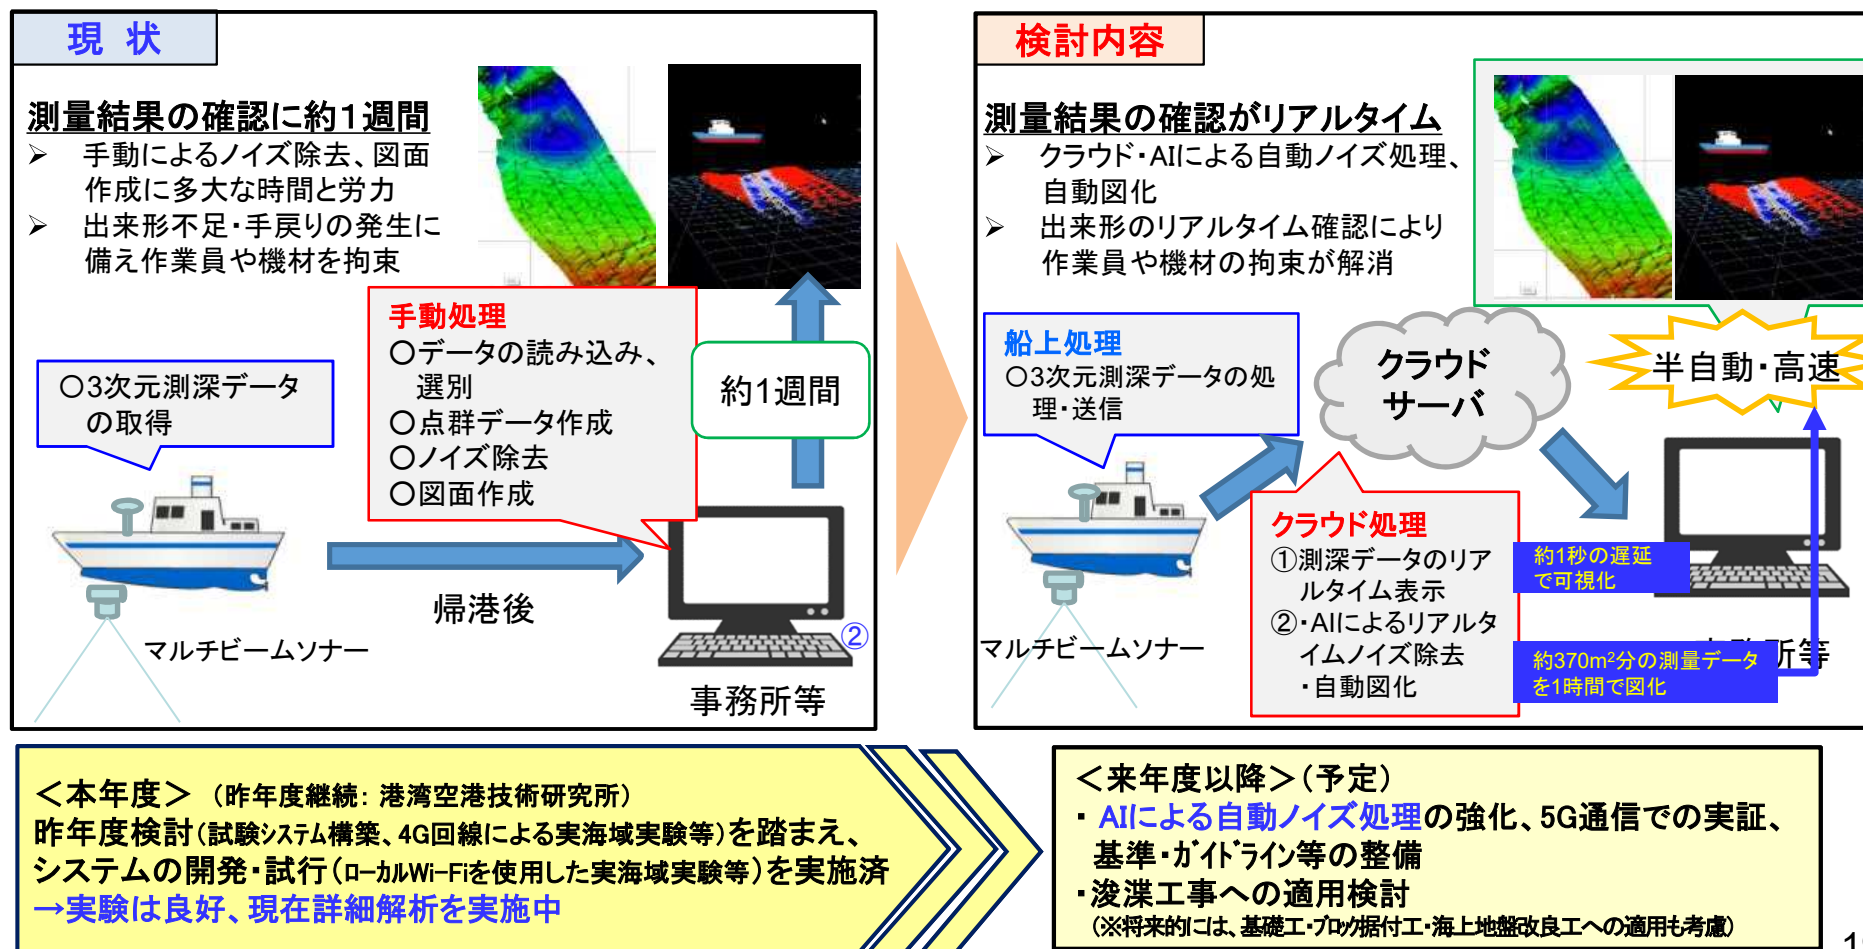 現 状
測量結果の確認に約1週間
➢ 手動によるノイズ除去、図面
作成に多大な時間と労力
➢ 出来形不足・手戻りの発生に
備え作業員や機材を拘束
手動処理
○データの読み込み、
選別
○点群データ作成
○ノイズ除去
○図面作成
約1週間
○3次元測深データ
の取得
帰港後
マルチビームソナー
②
事務所等
検討内容
測量結果の確認がリアルタイム
➢ クラウド・AIによる自動ノイズ処理、
自動図化
➢ 出来形のリアルタイム確認により
作業員や機材の拘束が解消
船上処理
○3次元測深データの処
理・送信
クラウド
サーバ
半自動・高速
クラウド処理
①測深データのリア
ルタイム表示
②・AIによるリアルタ
イムノイズ除去
・自動図化
約1秒の遅延
で可視化
約370m²分の測量データ
を1時間で図化
マルチビームソナー
所等
＜本年度＞（昨年度継続：港湾空港技術研究所）
昨年度検討（試験システム構築、4G回線による実海域実験等）を踏まえ、
システムの開発・試行（ローカルWi-Fiを使用した実海域実験等）を実施済
→実験は良好、現在詳細解析を実施中
＜来年度以降＞（予定）
・AIによる自動ノイズ処理の強化、5G通信での実証、
基準・ガイドライン等の整備
・浚渫工事への適用検討
（※将来的には、基礎工・ブロック据付工・海上地盤改良工への適用も考慮）